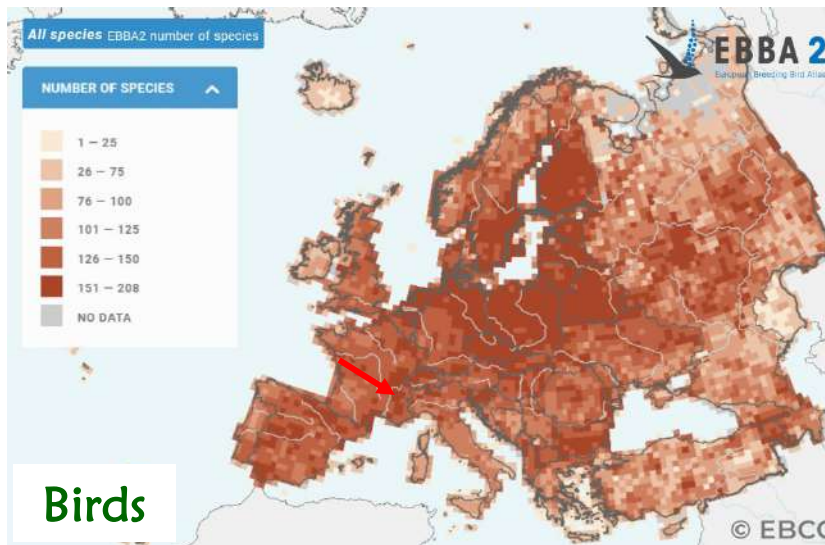 All species EBBA2 number of species
EBBA 2
European Breeding Bird Atlas
NUMBER OF SPECIES
1 – 25
26 – 75
76 – 100
101 – 125
126 – 150
151 – 208
NO DATA
Birds
© EBCC